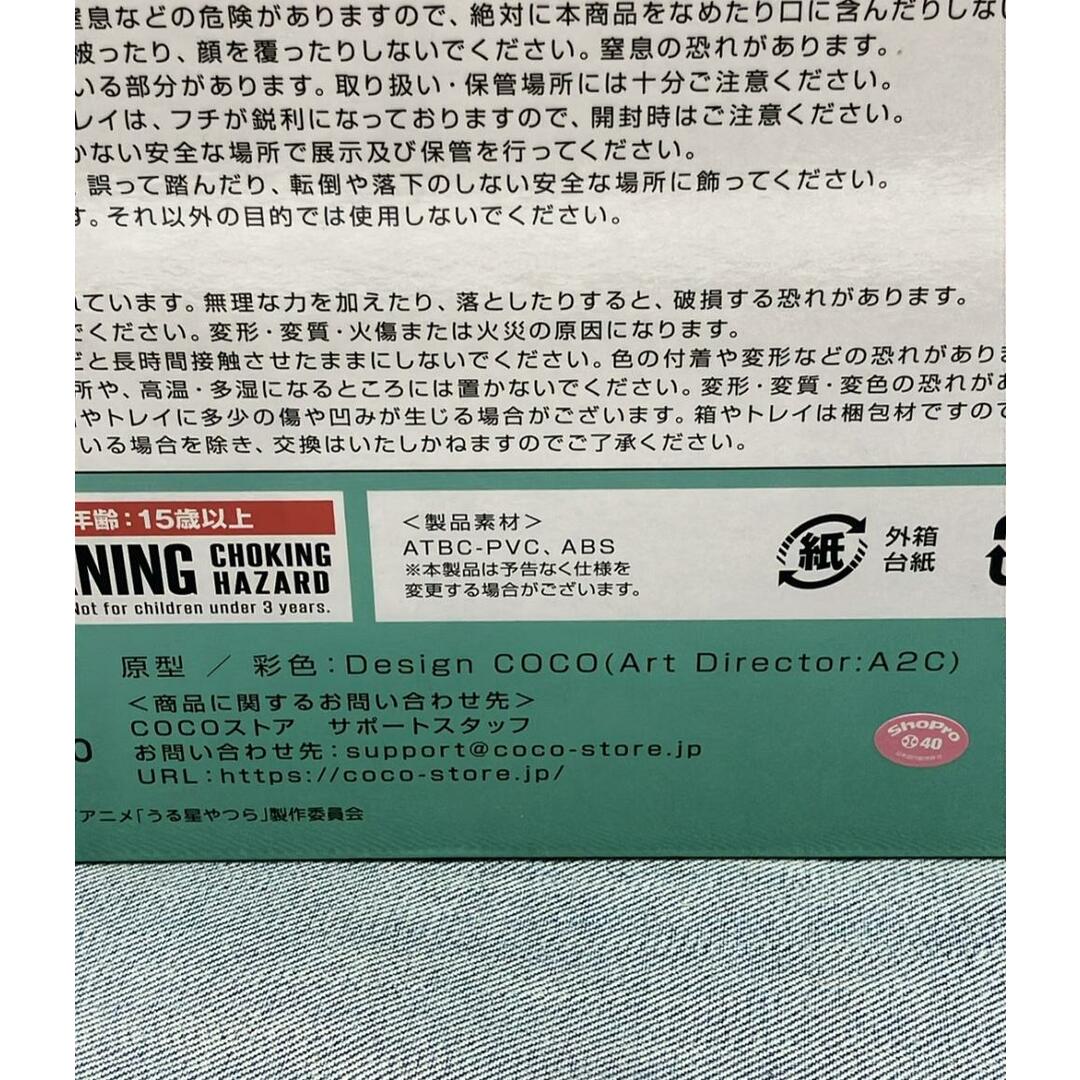 窒息などの危険がありますので、絶対に本商品をなめたり口に含んだりしない
被ったり、顔を覆ったりしないでください。窒息の恐れがあります。
いる部分があります。取り扱い・保管場所には十分ご注意ください。
レイは、フチが鋭利になっておりますので、開封時はご注意ください。
かない安全な場所で展示及び保管を行ってください。
誤って踏んだり、転倒や落下のしない安全な場所に飾ってください。
す。それ以外の目的では使用しないでください。
れています。無理な力を加えたり、落としたりすると、破損する恐れがあります。
でください。変形・変質・火傷または火災の原因になります。
どと長時間接触させたままにしないでください。色の付着や変形などの恐れがありま
所や、高温・多湿になるところには置かないでください。変形・変質・変色の恐れがあ
やトレイに多少の傷や凹みが生じる場合がございます。箱やトレイは梱包材ですので
いる場合を除き、交換はいたしかねますのでご了承ください。
年齢:15歳以上
NING CHOKING HAZARD
Not for children under 3 years.
<製品素材>
ATBC-PVC、ABS
※本製品は予告なく仕様を
変更する場合がございます。
紙
外箱
台紙
原型 / 彩色:Design COCO(Art Director:A2C)
<商品に関するお問い合わせ先>
COCOストア サポートスタッフ
お問い合わせ先:support@coco-store.jp
URL:https://coco-store.jp/
アニメ「うる星やつら」製作委員会
ShoPro
40